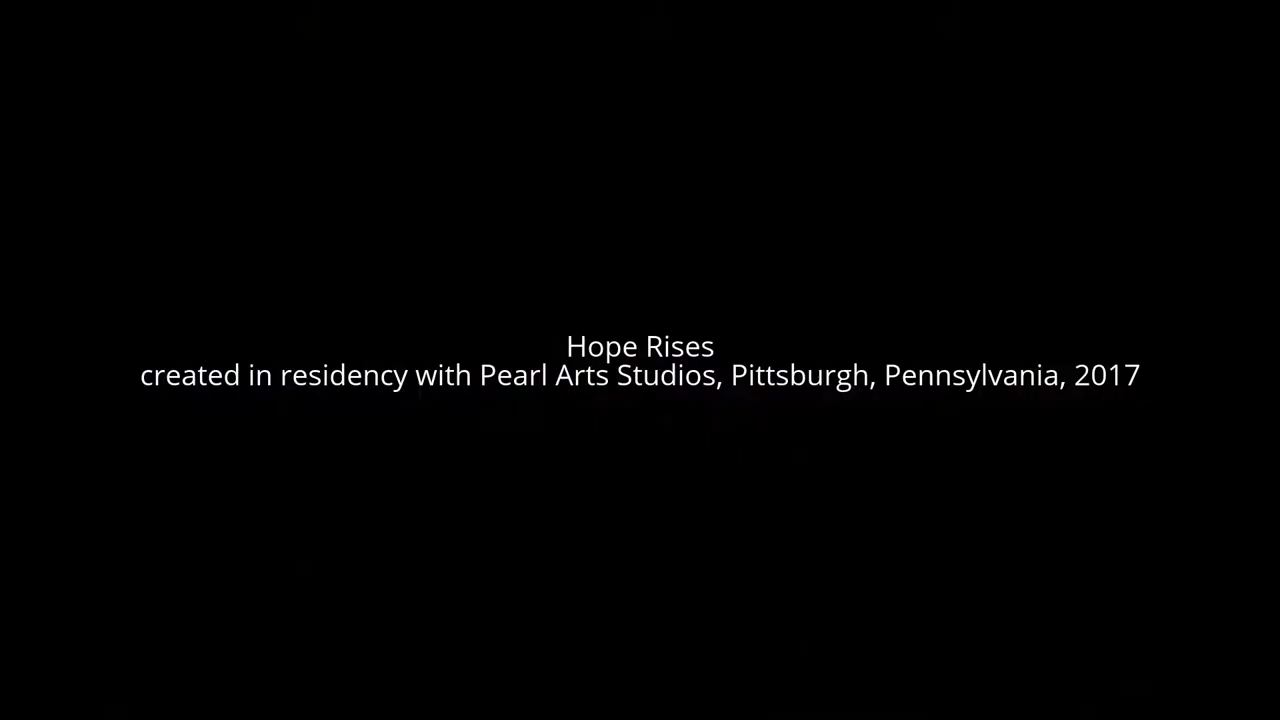 Hope Rises
created in residency with Pearl Arts Studios, Pittsburgh, Pennsylvania, 2017